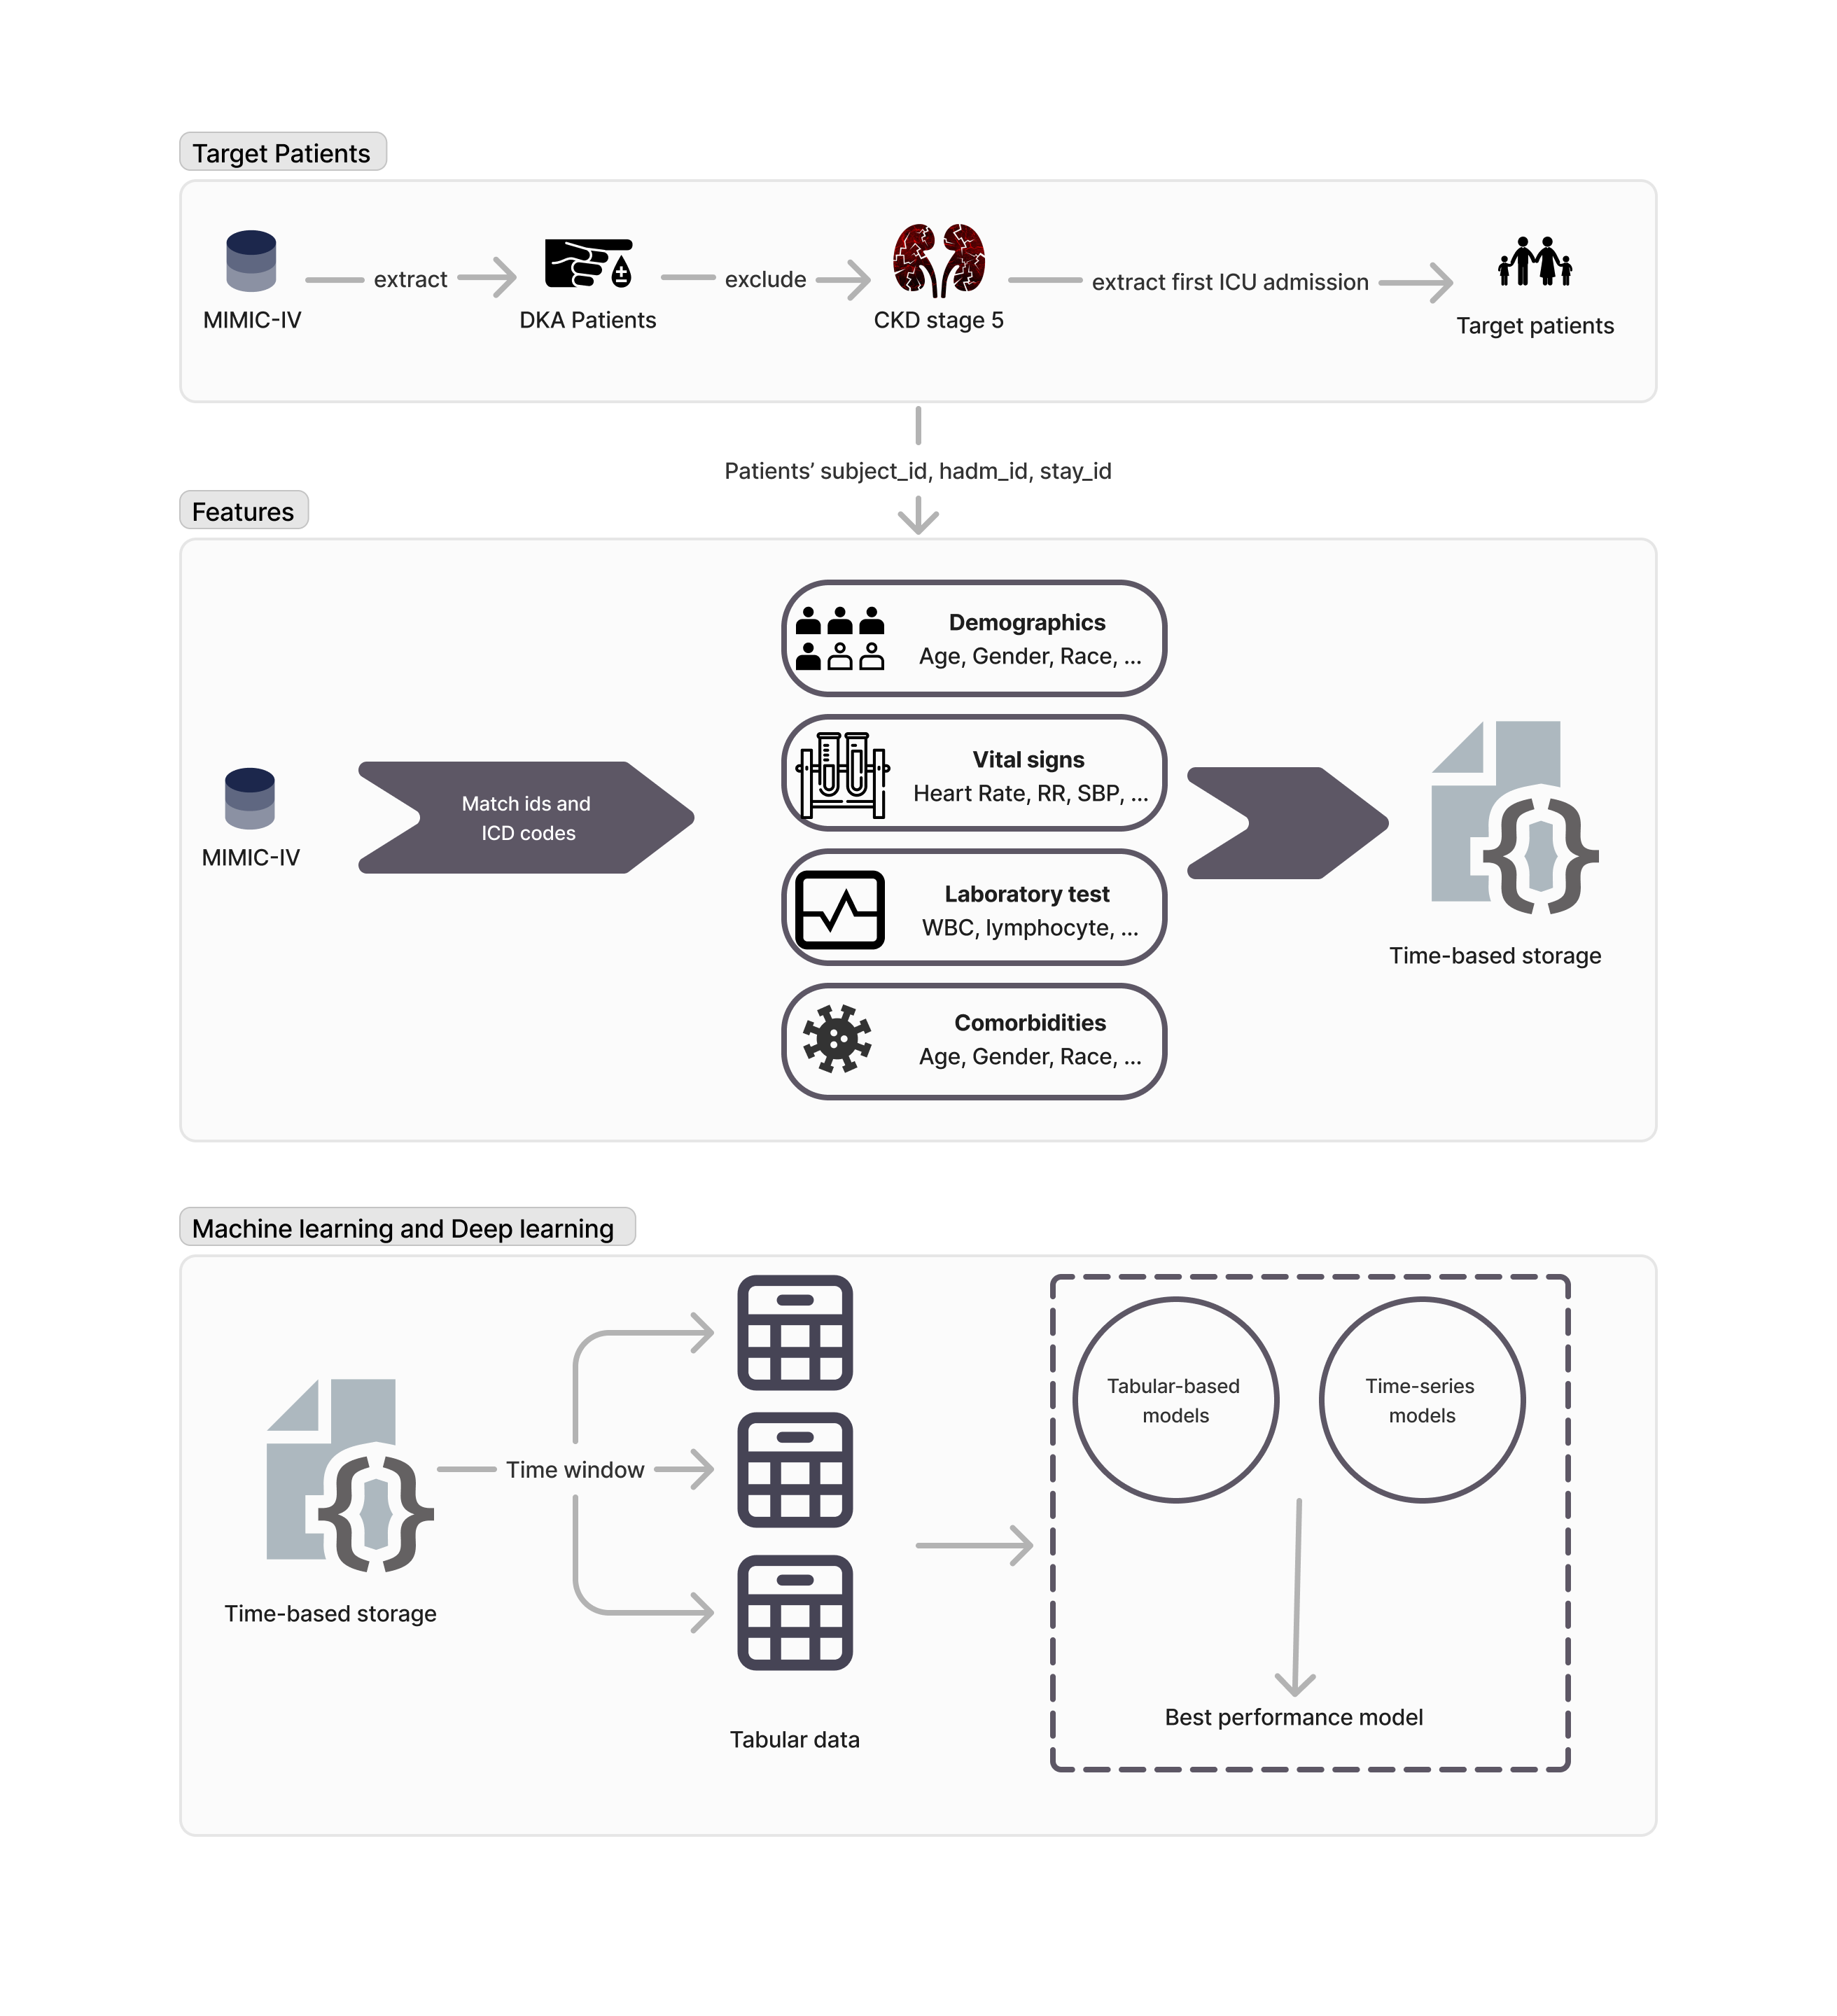 Target Patients
extract
exclude
extract first ICU admission
MIMIC-IV
DKA Patients
CKD stage 5
Target patients
Patients’ subject_id, hadm_id, stay_id
Features
Demographics
Age, Gender, Race, ...
Vital signs
Heart Rate, RR, SBP, ...
Match ids and
ICD codes
MIMIC-IV
Laboratory test
WBC, lymphocyte, ...
Time-based storage
Comorbidities
Age, Gender, Race, ...
Machine learning and Deep learning
Tabular-based
models
Time-series
models
Time window
Time-based storage
Best performance model
Tabular data